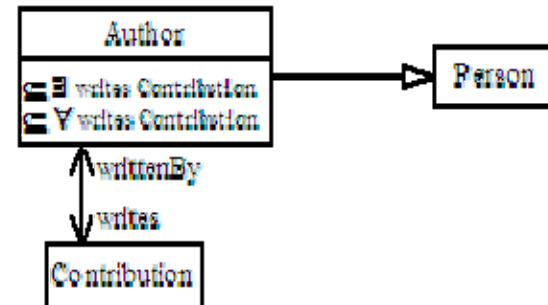 Author
⊑ ∃ writes Contribution
⊑ ∀ writes Contribution
Person
writtenBy
writes
Contribution